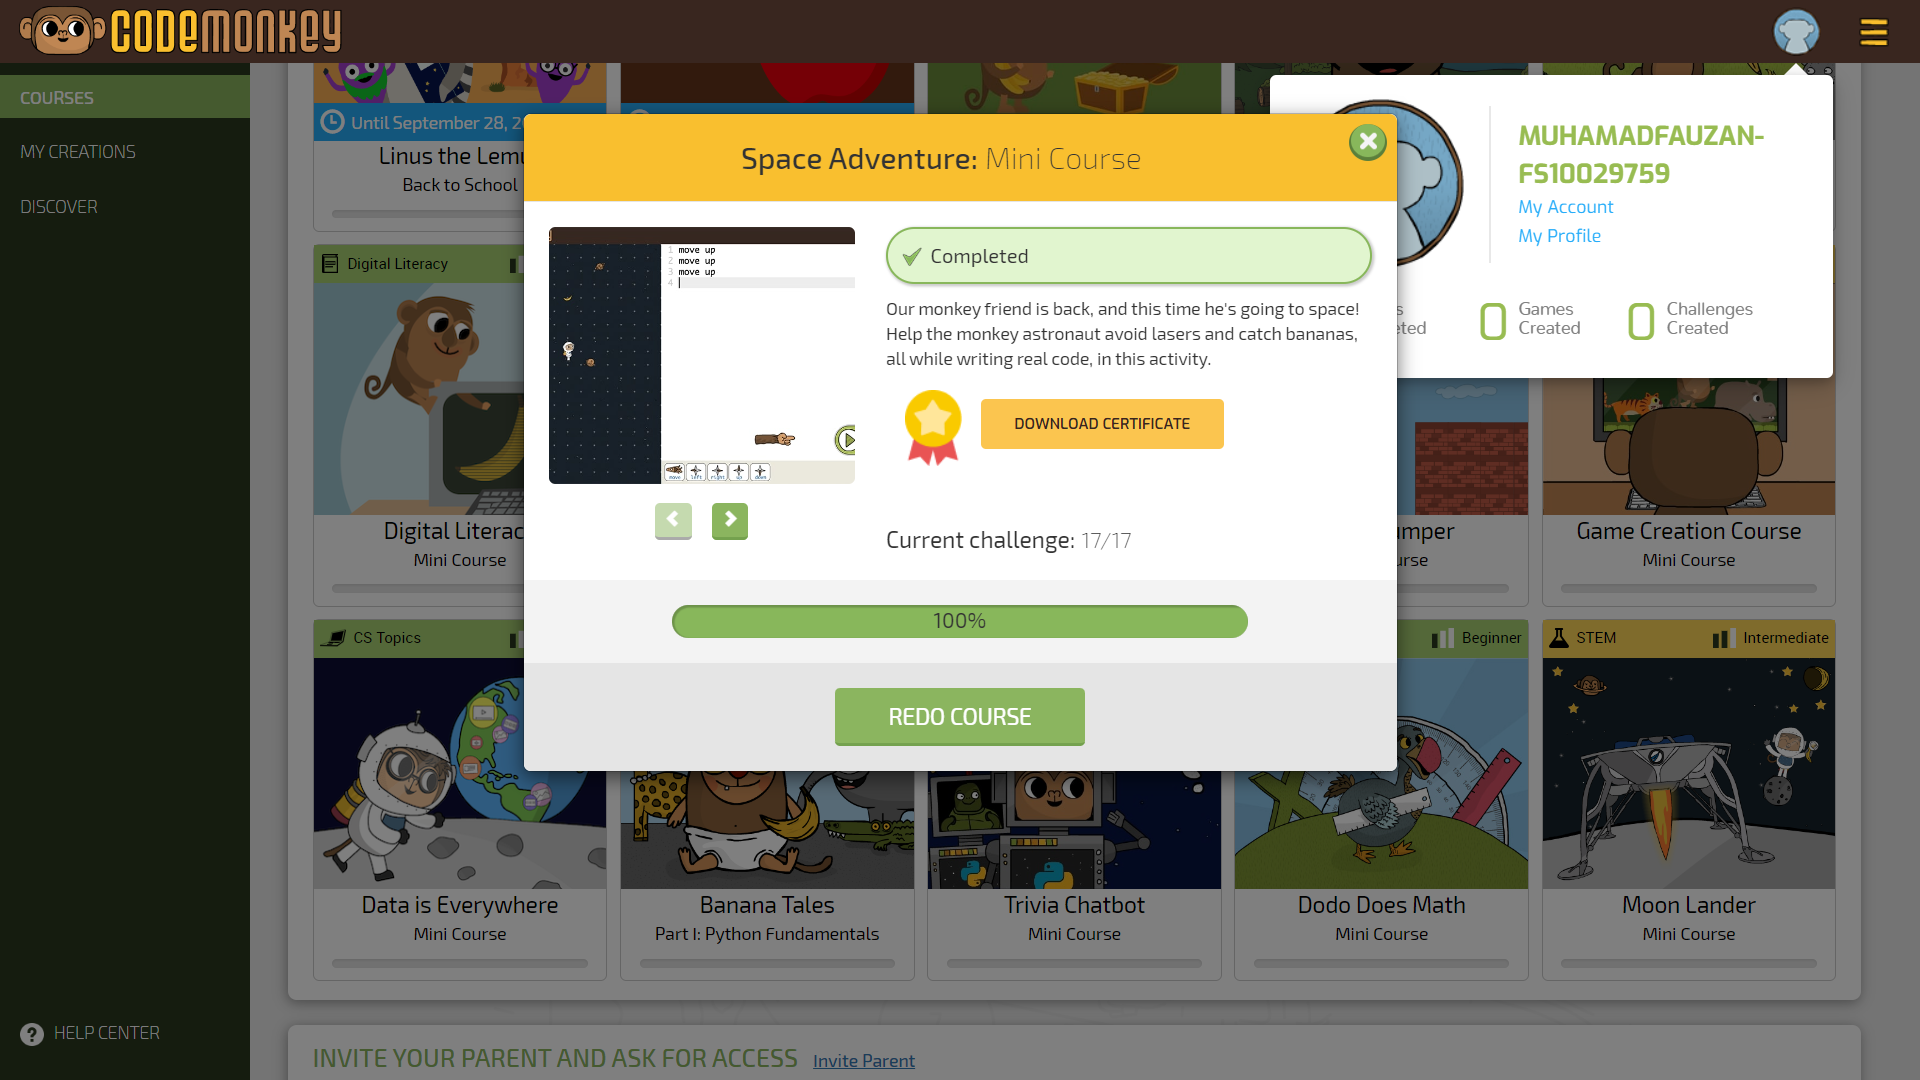 CODEMONKEY
COURSES
MY CREATIONS
DISCOVER
HELP CENTER
Until September 28, 2
Linus the Lemu
Back to School
Space Adventure: Mini Course
1 move up
2 move up
3 move up
4
move left right up down
Completed
Our monkey friend is back, and this time he's going to space!
Help the monkey astronaut avoid lasers and catch bananas,
all while writing real code, in this activity.
DOWNLOAD CERTIFICATE
Current challenge: 17/17
100%
REDO COURSE
MUHAMADFAUZAN-
FS10029759
My Account
My Profile
0 Games
Created
0 Challenges
Created
Digital Literacy
Digital Literac
Mini Course
Game Creation Course
Mini Course
CS Topics
Beginner
STEM
Intermediate
Data is Everywhere
Mini Course
Banana Tales
Part I: Python Fundamentals
Trivia Chatbot
Mini Course
Dodo Does Math
Mini Course
Moon Lander
Mini Course
INVITE YOUR PARENT AND ASK FOR ACCESS Invite Parent